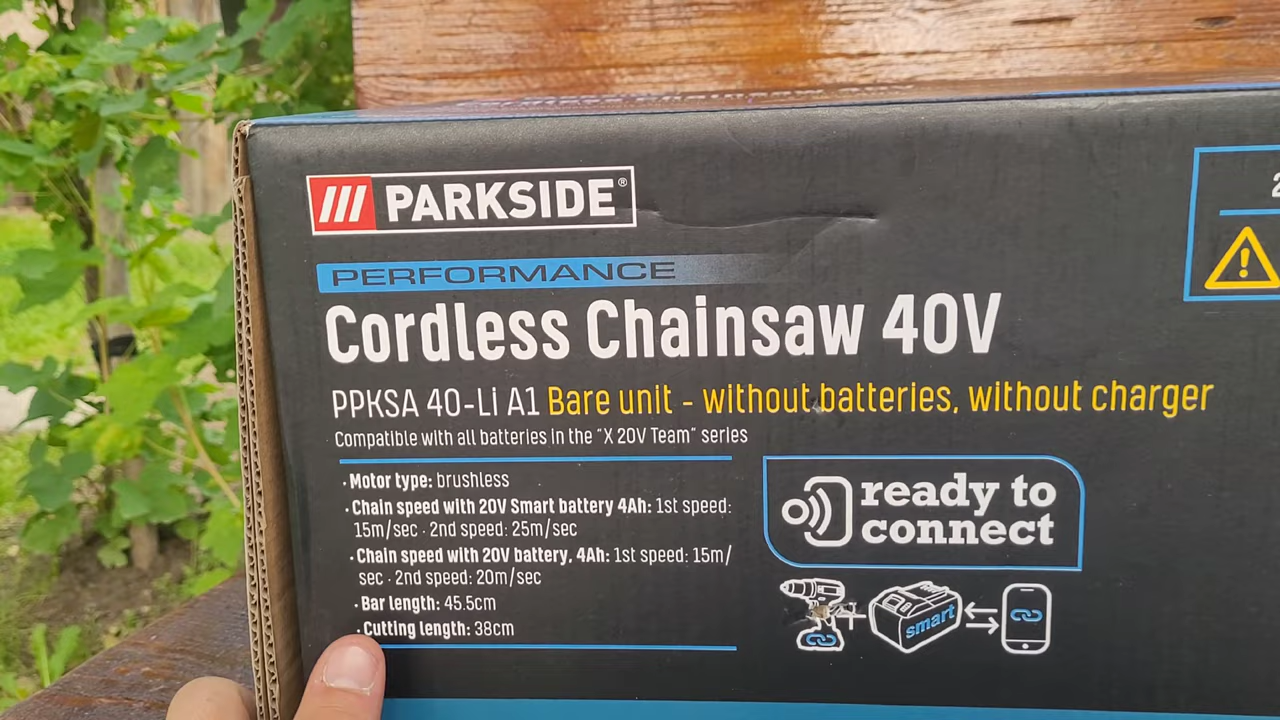 /// PARKSIDE®
PERFORMANCE
Cordless Chainsaw 40V
PPKSA 40-Li A1 Bare unit - without batteries, without charger
Compatible with all batteries in the "X 20V Team" series
· Motor type: brushless
· Chain speed with 20V Smart battery 4Ah: 1st speed:
15m/sec · 2nd speed: 25m/sec
· Chain speed with 20V battery, 4Ah: 1st speed: 15m/
sec · 2nd speed: 20m/sec
· Bar length: 45.5cm
· Cutting length: 38cm
ready to
connect
smart
2